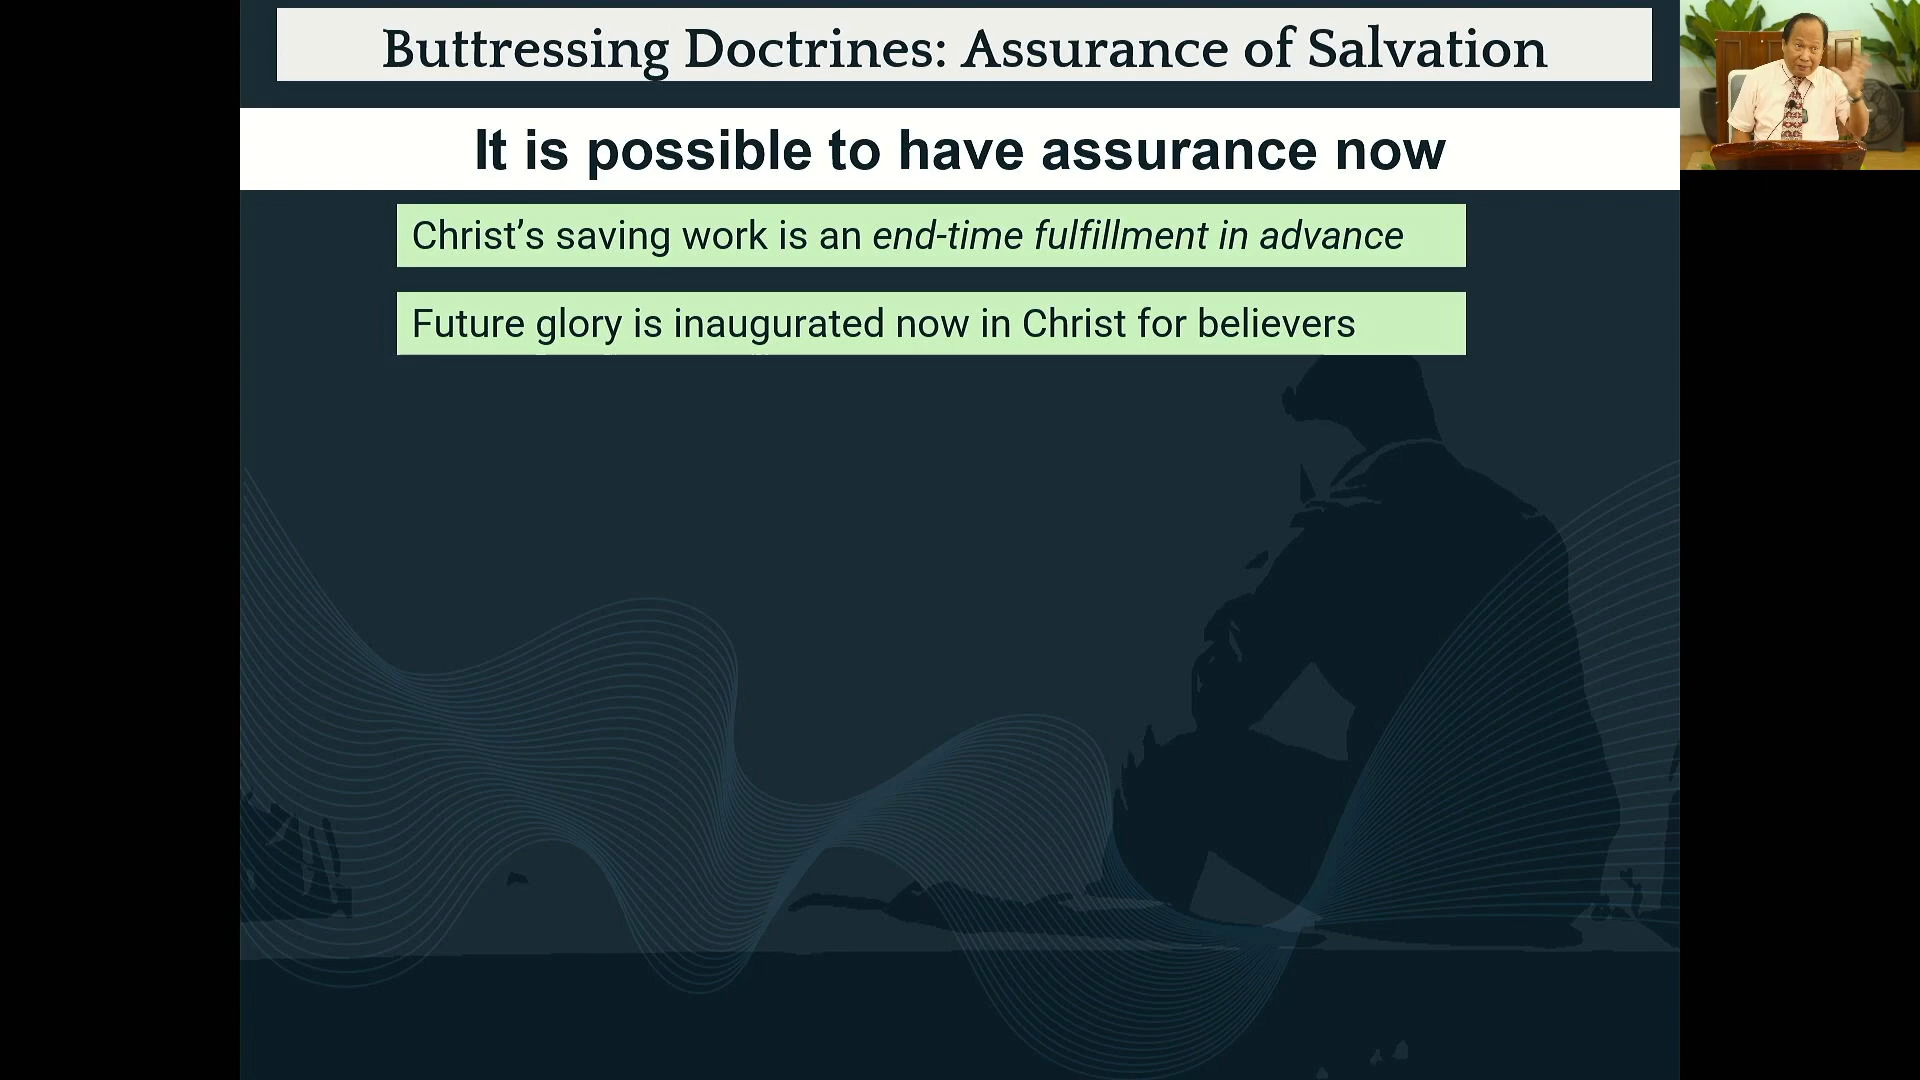 Buttressing Doctrines: Assurance of Salvation
It is possible to have assurance now
Christ’s saving work is an end-time fulfillment in advance
Future glory is inaugurated now in Christ for believers